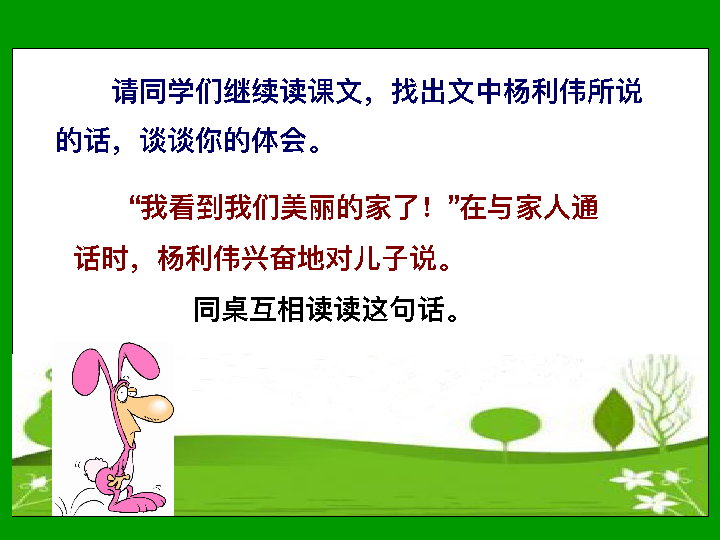 请同学们继续读课文，找出文中杨利伟所说
的话，谈谈你的体会。
“我看到我们美丽的家了！”在与家人通
话时，杨利伟兴奋地对儿子说。
同桌互相读读这句话。